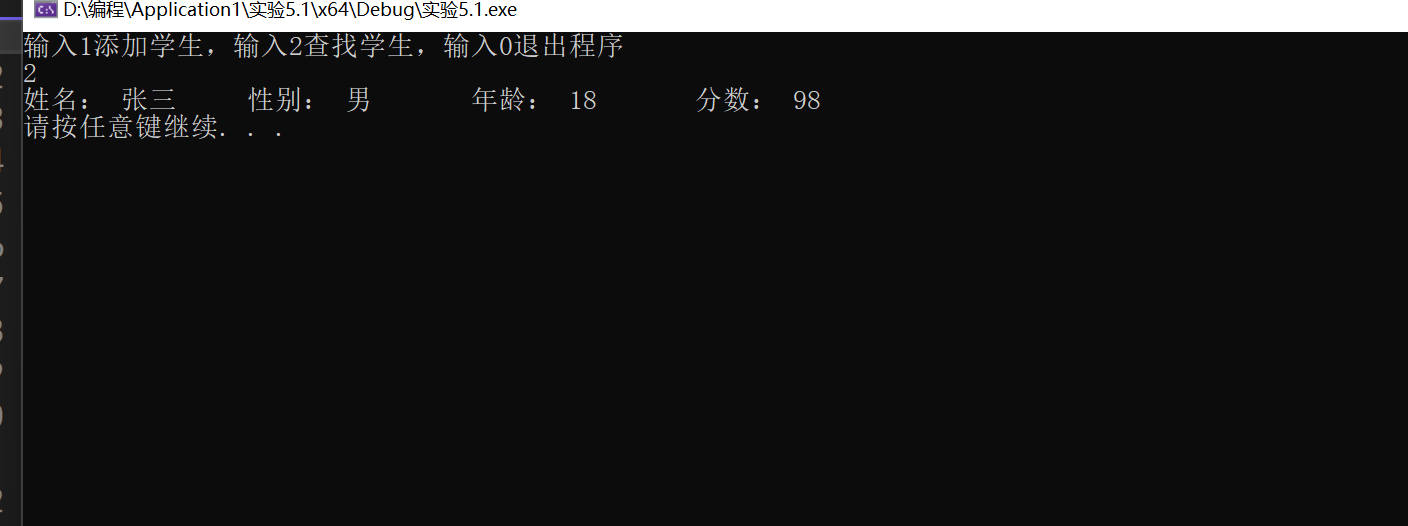 D:\编程\Application1\实验5.1\x64\Debug\实验5.1.exe
输入1添加学生，输入2查找学生，输入0退出程序
2
姓名： 张三 性别： 男 年龄： 18 分数： 98
请按任意键继续. . .